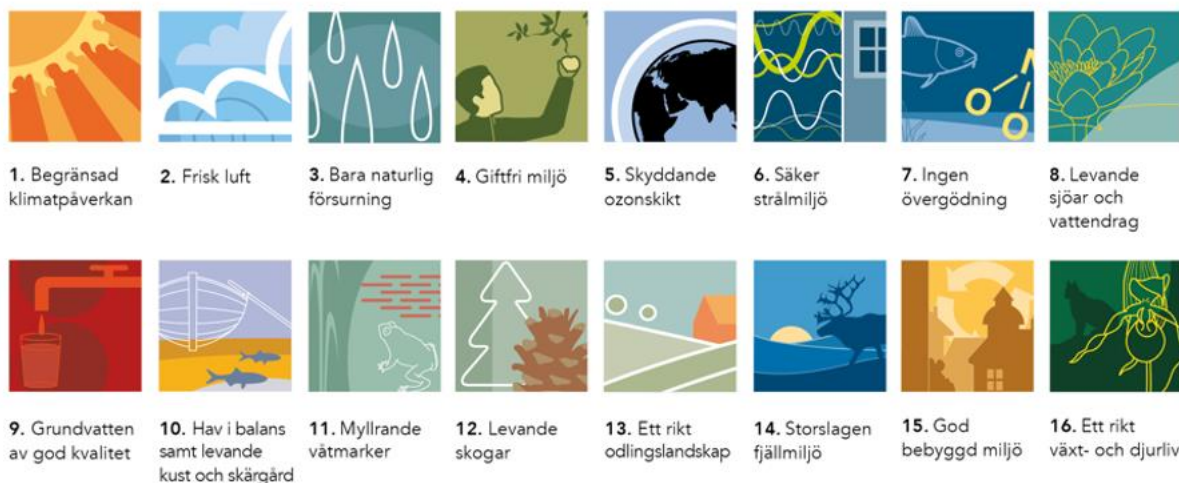 1. Begränsad
klimatpåverkan
2. Frisk luft
3. Bara naturlig
försurning
4. Giftfri miljö
5. Skyddande
ozonskikt
6. Säker
strålmiljö
7. Ingen
övergödning
8. Levande
sjöar och
vattendrag
9. Grundvatten
av god kvalitet
10. Hav i balans
samt levande
kust och skärgård
11. Myllrande
våtmarker
12. Levande
skogar
13. Ett rikt
odlingslandskap
14. Storslagen
fjällmiljö
15. God
bebyggd miljö
16. Ett rikt
växt- och djurliv